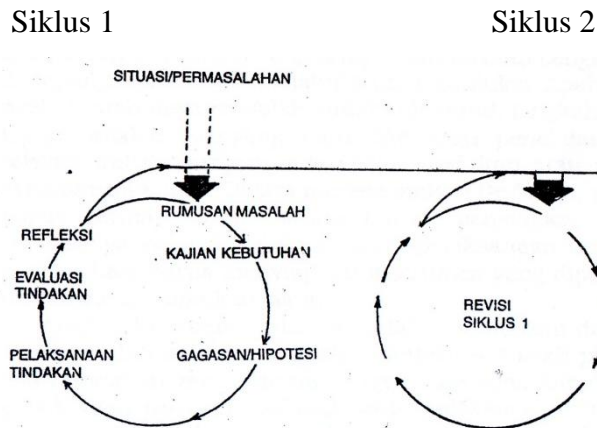 Siklus 1
Siklus 2
SITUASI/PERMASALAHAN
RUMUSAN MASALAH
REFLEKSI
KAJIAN KEBUTUHAN
EVALUASI
TINDAKAN
PELAKSANAAN
TINDAKAN
GAGASAN/HIPOTESI
REVISI
SIKLUS 1